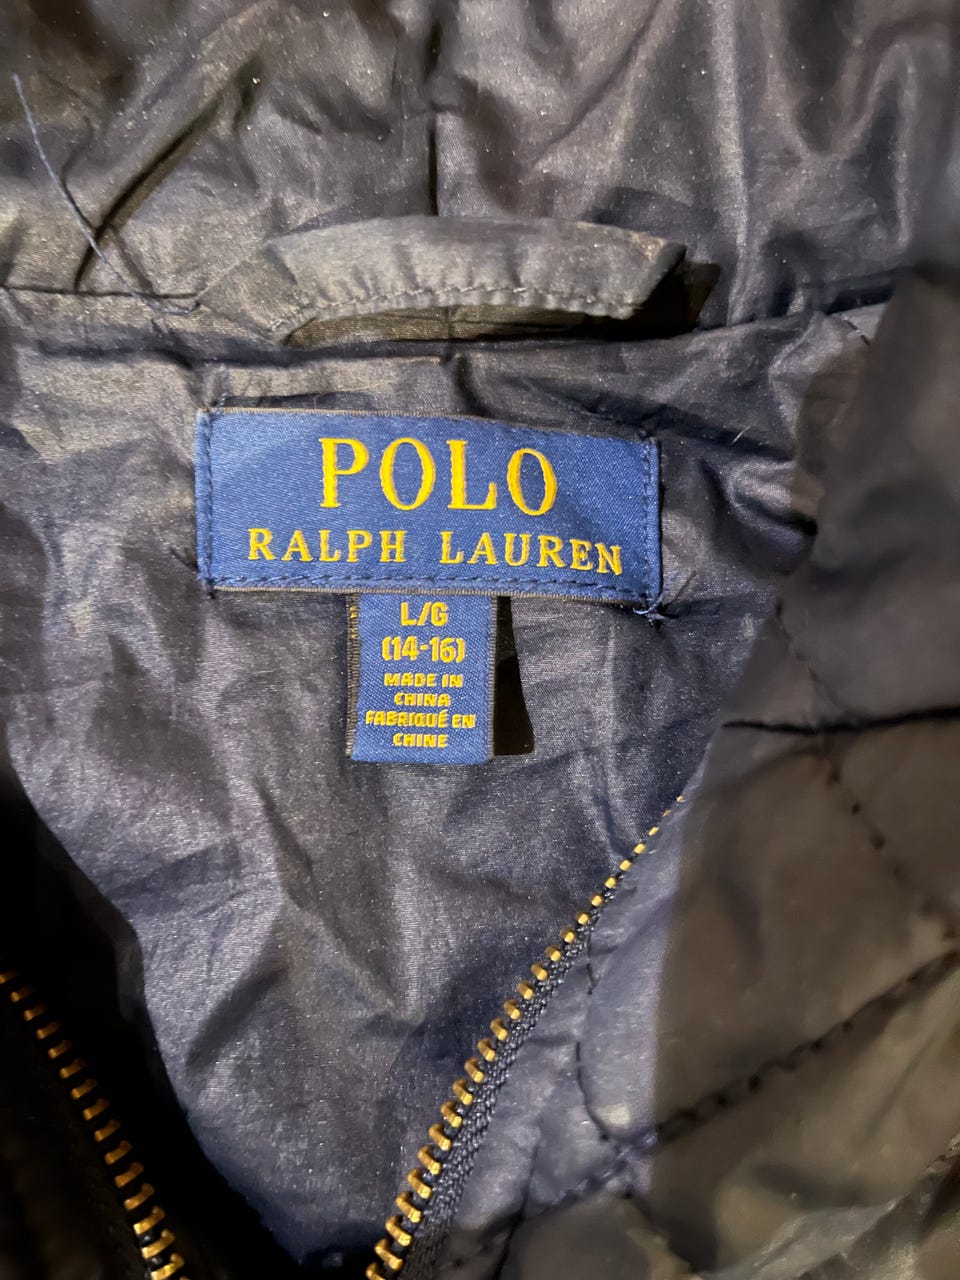 POLO
RALPH LAUREN
L/G
(14-16)
MADE IN
CHINA
FABRIQUÉ EN
CHINE